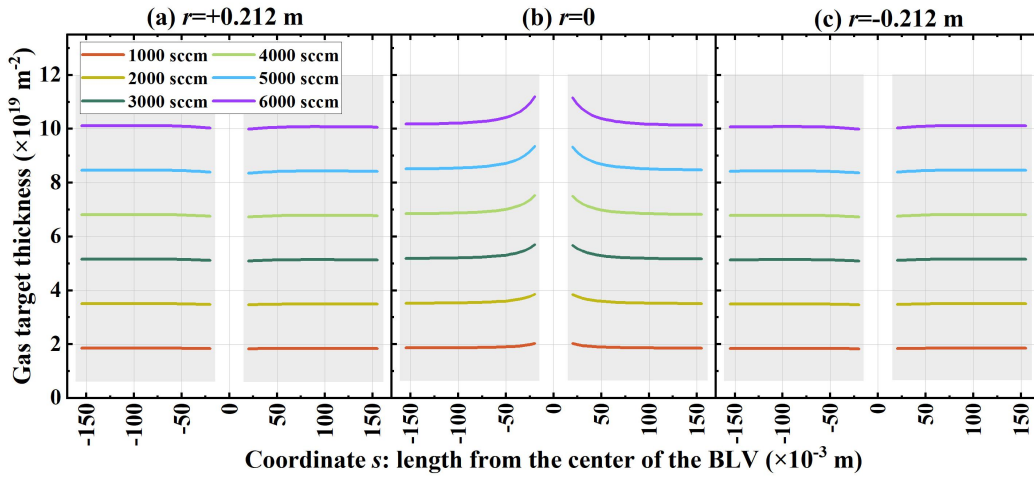 (a) r=+0.212 m
(b) r=0
(c) r=-0.212 m
1000 sccm
2000 sccm
3000 sccm
4000 sccm
5000 sccm
6000 sccm
Gas target thickness (×10¹⁹ m⁻²)
12
10
8
6
4
2
0
-150 -100 -50 0 50 100 150
-150 -100 -50 0 50 100 150
-150 -100 -50 0 50 100 150
Coordinate s: length from the center of the BLV (×10⁻³ m)